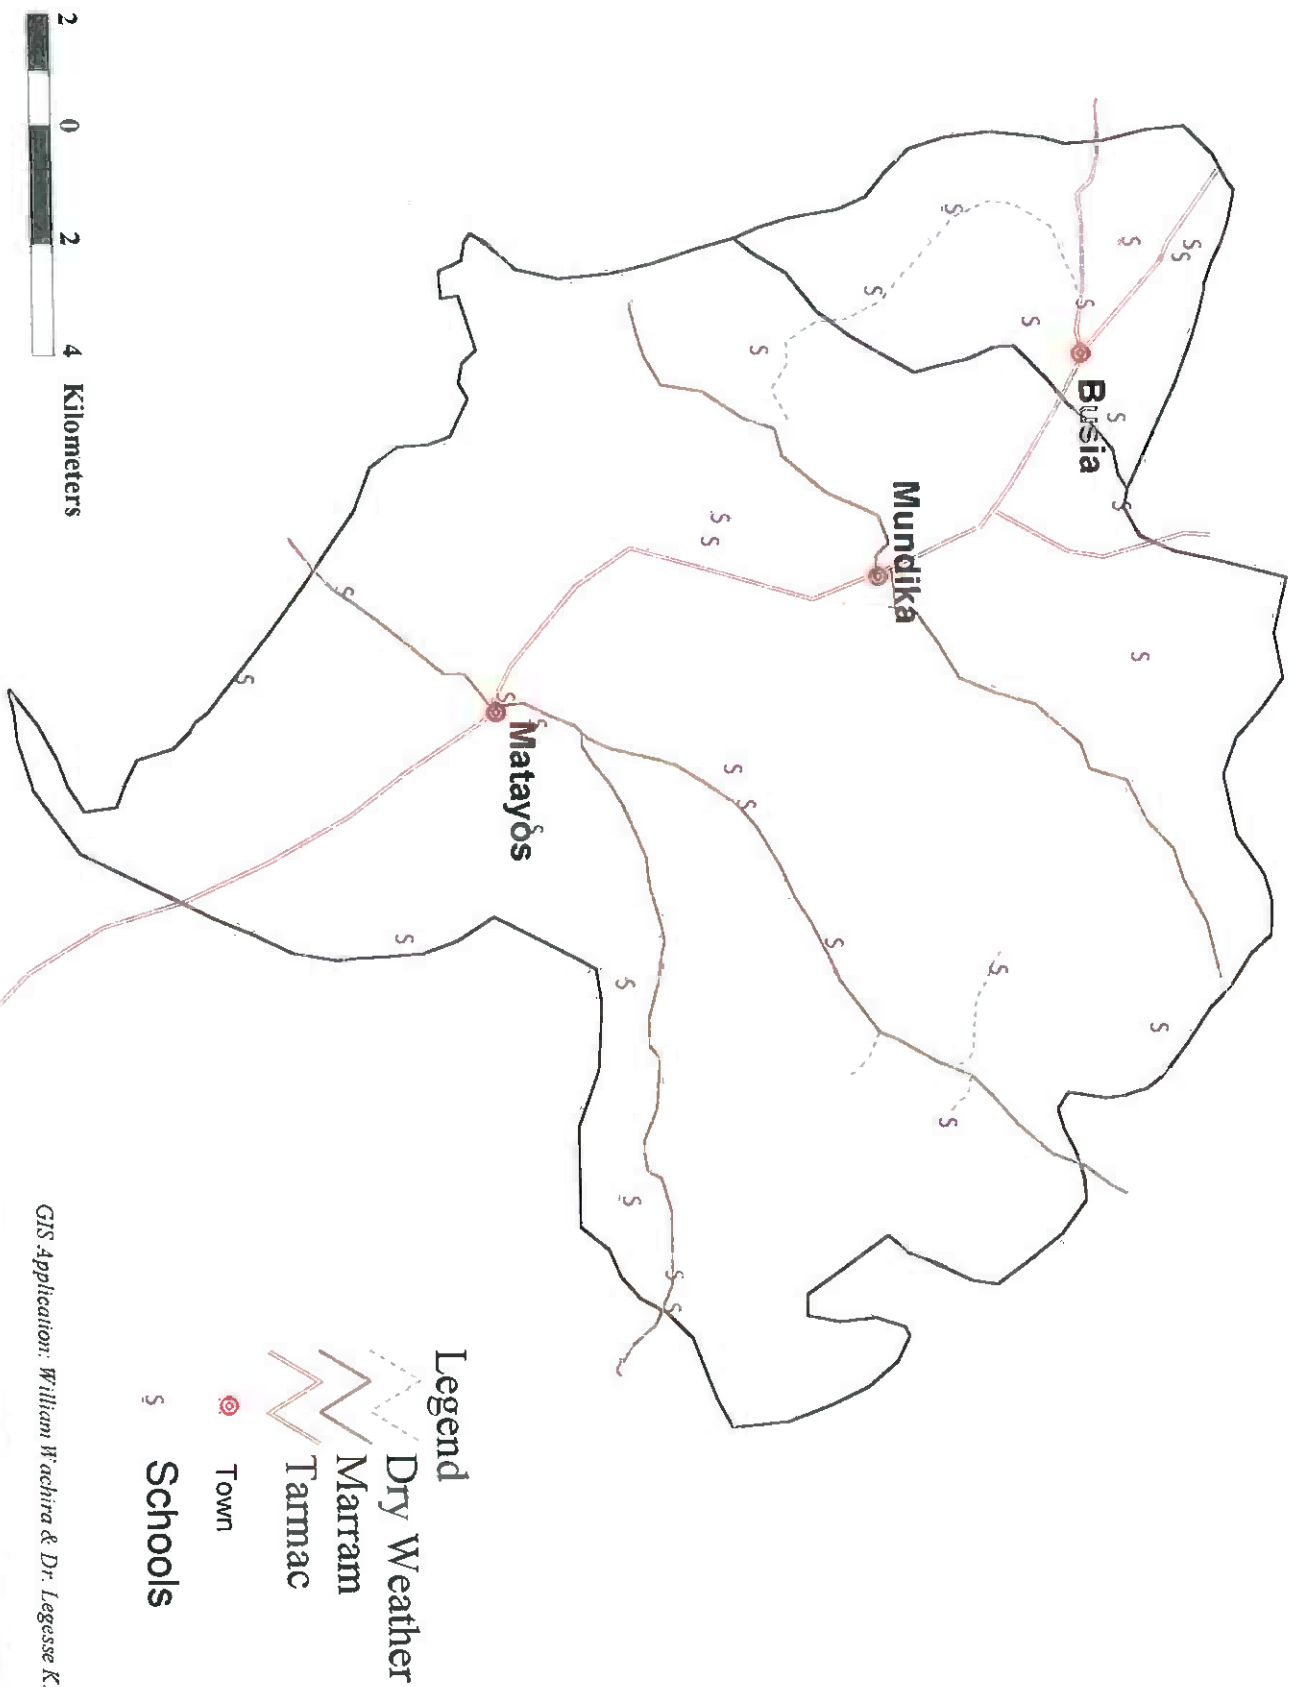 Busia
Mundika
Matayos
Legend
Dry Weather
Marram
Tarmac
Town
Schools
2 0 2 4 Kilometers
GIS Application: William Wachira & Dr. Legesse K.